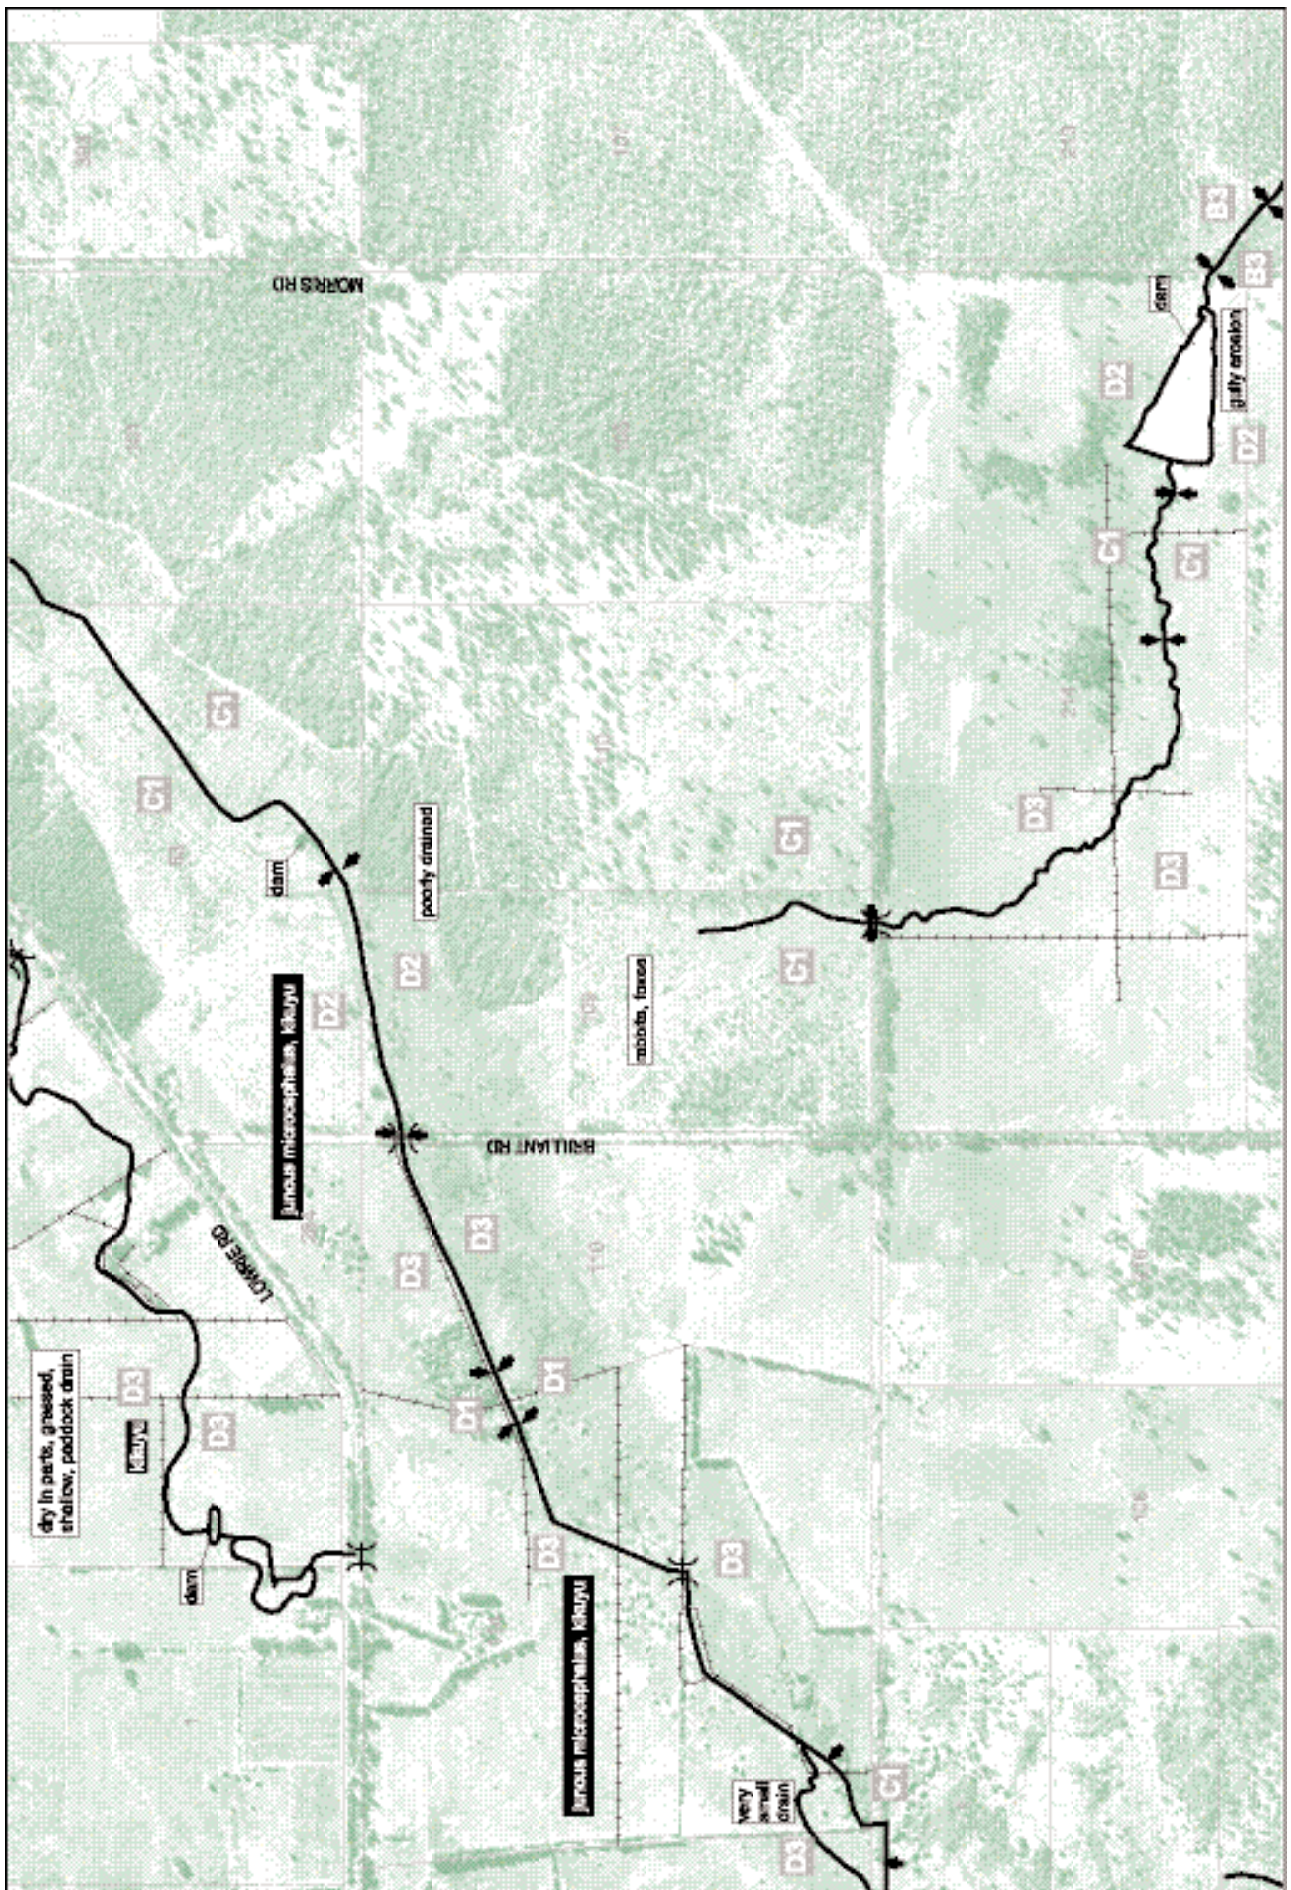 MORRIS RD
dam
gully erosion
B3
B3
D2
D2
C1
C1
214
D3
D3
C1
C1
dam
poorly drained
D2
D2
juncus microcephalus, kikuyu
C1
C1
rabbits, foxes
BRILLIANT RD
LOWRIE RD
D3
D3
110
D1
D1
dry in parts, grassed,
shallow, paddock drain
D3
kikuyu
D3
dam
D3
D3
juncus microcephalus, kikuyu
very
small
drain
D3
C1